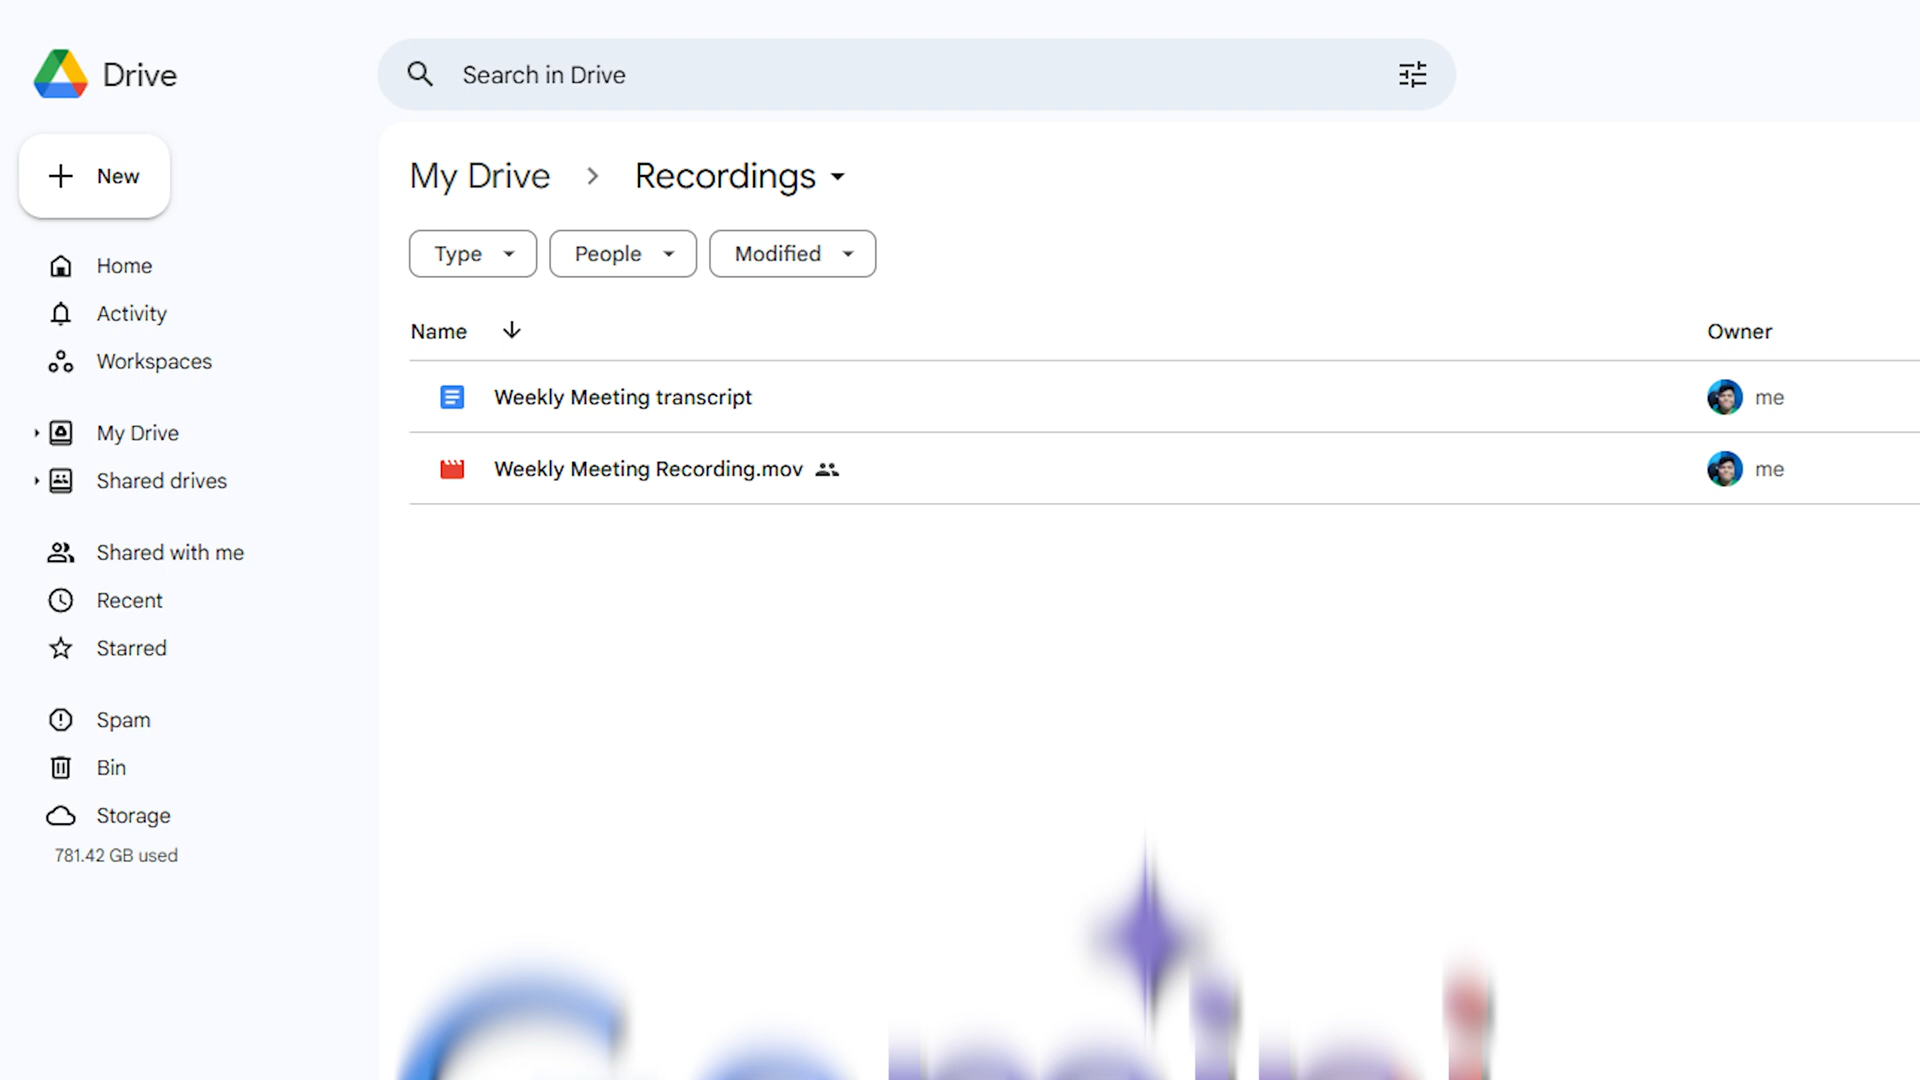 Drive
Search in Drive
New
My Drive > Recordings
Type
People
Modified
Home
Activity
Workspaces
My Drive
Shared drives
Shared with me
Recent
Starred
Spam
Bin
Storage
781.42 GB used
Name
Owner
Weekly Meeting transcript
me
Weekly Meeting Recording.mov
me
Gemini